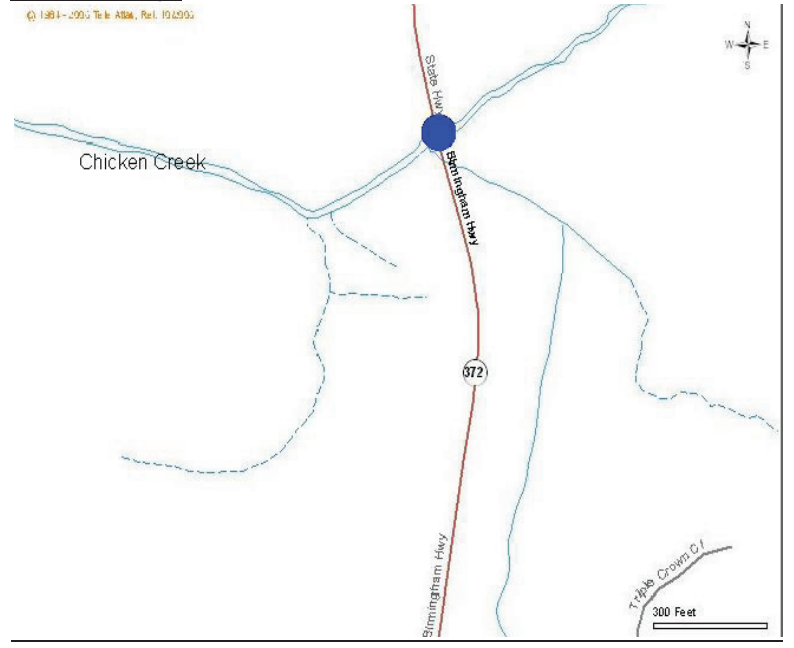 © 1984 - 2005 Tele Atlas, Rel. 10/2005
N
W E
S
State Hwy
Chicken Creek
Birmingham Hwy
372
Birmingham Hwy
Triple Crown Ct
300 Feet